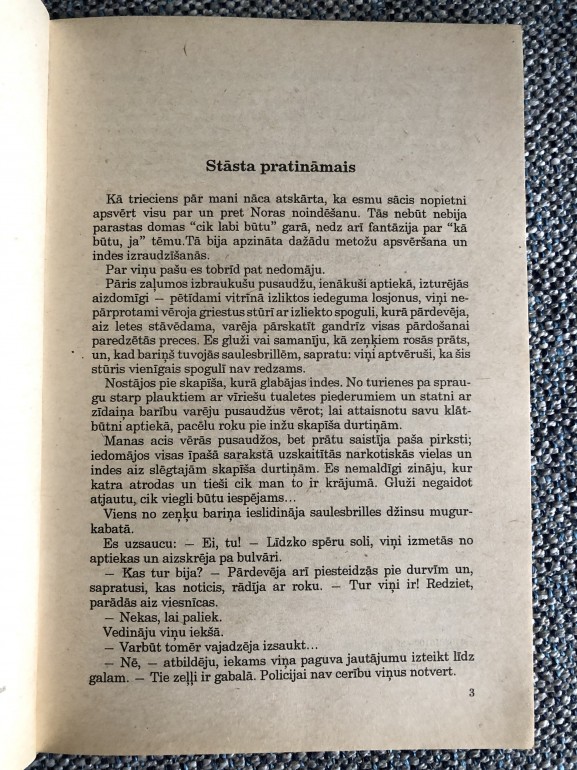 Stāsta pratināmais
Kā trieciens pār mani nāca atskārta, ka esmu sācis nopietni
apsvērt visu par un pret Noras noindēšanu. Tās nebūt nebija
parastas domas “cik labi būtu” garā, nedz arī fantāzija par “kā
būtu, ja” tēmu.Tā bija apzināta dažādu metožu apsvēršana un
indes izraudzīšanās.
Par viņu pašu es tobrīd pat nedomāju.
Pāris zaļumos izbraukušu pusaudžu, ienākuši aptiekā, izturējās
aizdomīgi — pētīdami vitrīnā izliktos iedeguma losjonus, viņi ne-
pārprotami vēroja griestus stūrī ar izliekto spoguli, kurā pārdevēja,
aiz letes stāvēdama, varēja pārskatīt gandrīz visas pārdošanai
paredzētās preces. Es gluži vai samaniju, kā zeņķiem rosās prāts,
un, kad bariņš tuvojās saulesbrillēm, sapratu: viņi aptvēruši, ka šis
stūris vienīgais spogulī nav redzams.
Nostājos pie skapīša, kurā glabājas indes. No turienes pa sprau-
gu starp plauktiem ar vīriešu tualetes piederumiem un statni ar
zīdaiņa barību varēju pusaudžus vērot; lai attaisnotu savu klāt-
būtni aptiekā, pacēlu roku pie inžu skapīša durtiņām.
Manas acis vērās pusaudžos, bet prātu saistīja paša pirksti;
iedomājos visas īpašā sarakstā uzskaitītās narkotiskās vielas un
indes aiz slēgtajām skapīša durtiņām. Es nemaldīgi zināju, kur
katra atrodas un tieši cik man to ir krājumā. Gluži negaidot
atjautu, cik viegli būtu iespējams...
Viens no zeņķu bariņa ieslidināja saulesbrilles džinsu mugur-
kabatā.
Es uzsaucu: — Ei, tu! — Līdzko spēru soli, viņi izmetās no
aptiekas un aizskrēja pa bulvāri.
— Kas tur bija? — Pārdevēja arī piesteidzās pie durvīm un,
sapratusi, kas noticis, rādīja ar roku. — Tur viņi ir! Redziet,
parādās aiz viesnīcas.
— Nekas, lai paliek.
Vedināju viņu iekšā.
— Varbūt tomēr vajadzēja izsaukt...
— Nē, — atbildēju, iekams viņa paguva jautājumu izteikt līdz
galam. — Tie zeļļi ir gabalā. Policijai nav cerību viņus notvert.
3